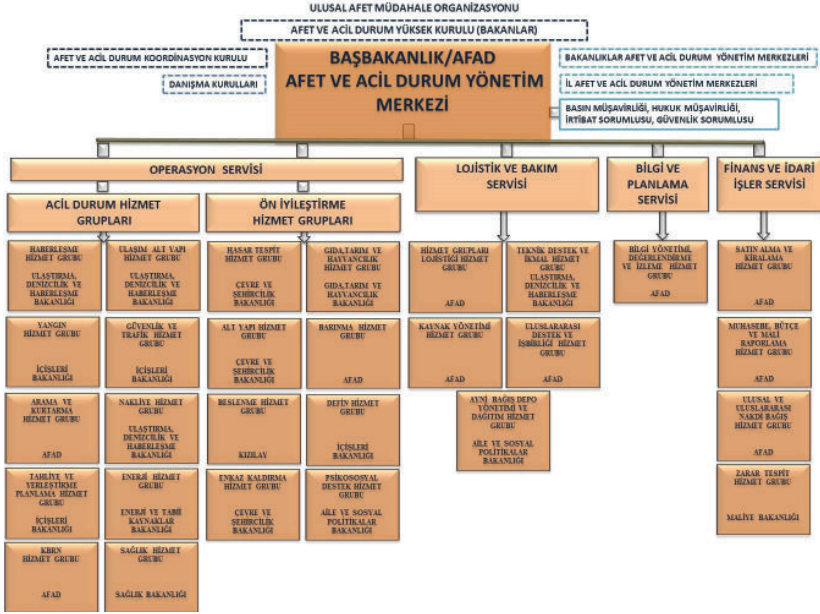 ULUSAL AFET MÜDAHALE ORGANİZASYONU
AFET VE ACİL DURUM YÜKSEK KURULU (BAKANLAR)
AFET VE ACİL DURUM KOORDİNASYON KURULU
DANIŞMA KURULLARI
BAŞBAKANLIK/AFAD
AFET VE ACİL DURUM YÖNETİM
MERKEZİ
BAKANLIKLAR AFET VE ACİL DURUM YÖNETİM MERKEZLERİ
İL AFET VE ACİL DURUM YÖNETİM MERKEZLERİ
BASIN MÜŞAVİRLİĞİ, HUKUK MÜŞAVİRLİĞİ,
İRTİBAT SORUMLUSU, GÜVENLİK SORUMLUSU
OPERASYON SERVİSİ
ACİL DURUM HİZMET
GRUPLARI
HABERLEŞME
HİZMET GRUBU
ULAŞTIRMA,
DENİZCİLİK VE
HABERLEŞME
BAKANLIĞI
ULAŞIM ALT YAPI
HİZMET GRUBU
ULAŞTIRMA,
DENİZCİLİK VE
HABERLEŞME
BAKANLIĞI
YANGIN
HİZMET GRUBU
İÇİŞLERİ
BAKANLIĞI
GÜVENLİK VE
TRAFİK HİZMET
GRUBU
İÇİŞLERİ
BAKANLIĞI
ARAMA VE
KURTARMA
HİZMET GRUBU
AFAD
NAKLİYE HİZMET
GRUBU
ULAŞTIRMA,
DENİZCİLİK VE
HABERLEŞME
BAKANLIĞI
TAHLİYE VE
YERLEŞTİRME
PLANLAMA HİZMET
GRUBU
İÇİŞLERİ
BAKANLIĞI
ENERJİ HİZMET
GRUBU
ENERJİ VE TABİİ
KAYNAKLAR
BAKANLIĞI
KBRN
HİZMET GRUBU
AFAD
SAĞLIK HİZMET
GRUBU
SAĞLIK BAKANLIĞI
ÖN İYİLEŞTİRME
HİZMET GRUPLARI
HASAR TESPİT
HİZMET GRUBU
ÇEVRE VE
ŞEHİRCİLİK
BAKANLIĞI
GIDA,TARIM VE
HAYVANCILIK
HİZMET GRUBU
GIDA,TARIM VE
HAYVANCILIK
BAKANLIĞI
ALT YAPI HİZMET
GRUBU
ÇEVRE VE
ŞEHİRCİLİK
BAKANLIĞI
BARINMA HİZMET
GRUBU
AFAD
BESLENME HİZMET
GRUBU
KIZILAY
DEFİN HİZMET
GRUBU
İÇİŞLERİ
BAKANLIĞI
ENKAZ KALDIRMA
HİZMET GRUBU
ÇEVRE VE
ŞEHİRCİLİK
BAKANLIĞI
PSİKOSOSYAL
DESTEK HİZMET
GRUBU
AİLE VE SOSYAL
POLİTİKALAR
BAKANLIĞI
LOJİSTİK VE BAKIM
SERVİSİ
HİZMET GRUPLARI
LOJİSTİĞİ HİZMET
GRUBU
AFAD
TEKNİK DESTEK VE
İKMAL HİZMET
GRUBU
ULAŞTIRMA,
DENİZCİLİK VE
HABERLEŞME
BAKANLIĞI
KAYNAK YÖNETİMİ
HİZMET GRUBU
AFAD
ULUSLARARASI
DESTEK VE
İŞBİRLİĞİ HİZMET
GRUBU
AFAD
AYNİ BAĞIŞ DEPO
YÖNETİMİ VE
DAĞITIM HİZMET
GRUBU
AİLE VE SOSYAL
POLİTİKALAR
BAKANLIĞI
BİLGİ VE
PLANLAMA
SERVİSİ
BİLGİ YÖNETİMİ,
DEĞERLENDİRME
VE İZLEME HİZMET
GRUBU
AFAD
FİNANS VE İDARİ
İŞLER SERVİSİ
SATIN ALMA VE
KİRALAMA
HİZMET GRUBU
AFAD
MUHASEBE, BÜTÇE
VE MALİ
RAPORLAMA
HİZMET GRUBU
AFAD
ULUSAL VE
ULUSLARARASI
NAKDİ BAĞIŞ
HİZMET GRUBU
AFAD
ZARAR TESPİT
HİZMET GRUBU
MALİYE BAKANLIĞI